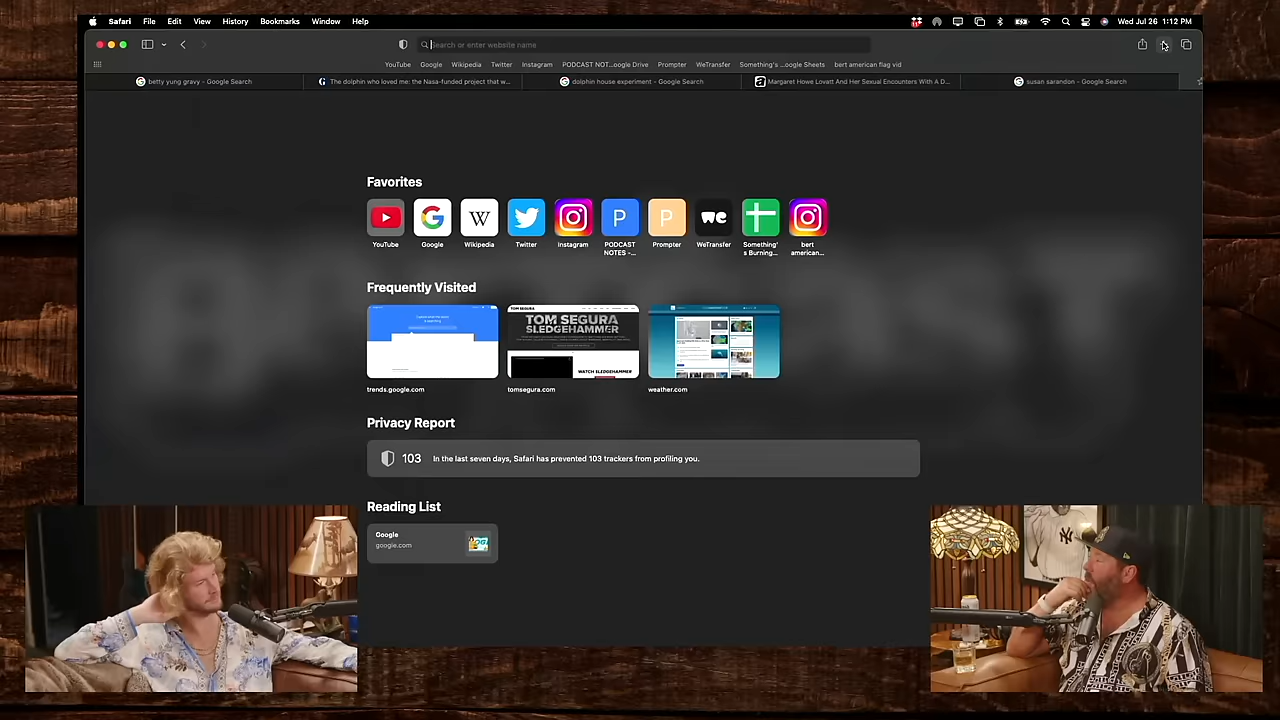 Safari File Edit View History Bookmarks Window Help
Wed Jul 26 1:12 PM
Search or enter website name
YouTube Google Wikipedia Twitter Instagram PODCAST NOT...oogle Drive Prompter WeTransfer Something's ...oogle Sheets bert american flag vid
betty yung gravy - Google Search
The dolphin who loved me: the Nasa-funded project that w...
dolphin house experiment - Google Search
Margaret Howe Lovatt And Her Sexual Encounters With A D...
susan sarandon - Google Search
Favorites
W P P we
YouTube Google Wikipedia Twitter Instagram PODCAST NOTES -... Prompter WeTransfer Something's Burning... bert american...
Frequently Visited
TOM SEGURA
SLEDGEHAMMER
WATCH SLEDGEHAMMER
trends.google.com tomsegura.com weather.com
Privacy Report
103 In the last seven days, Safari has prevented 103 trackers from profiling you.
Reading List
Google
google.com